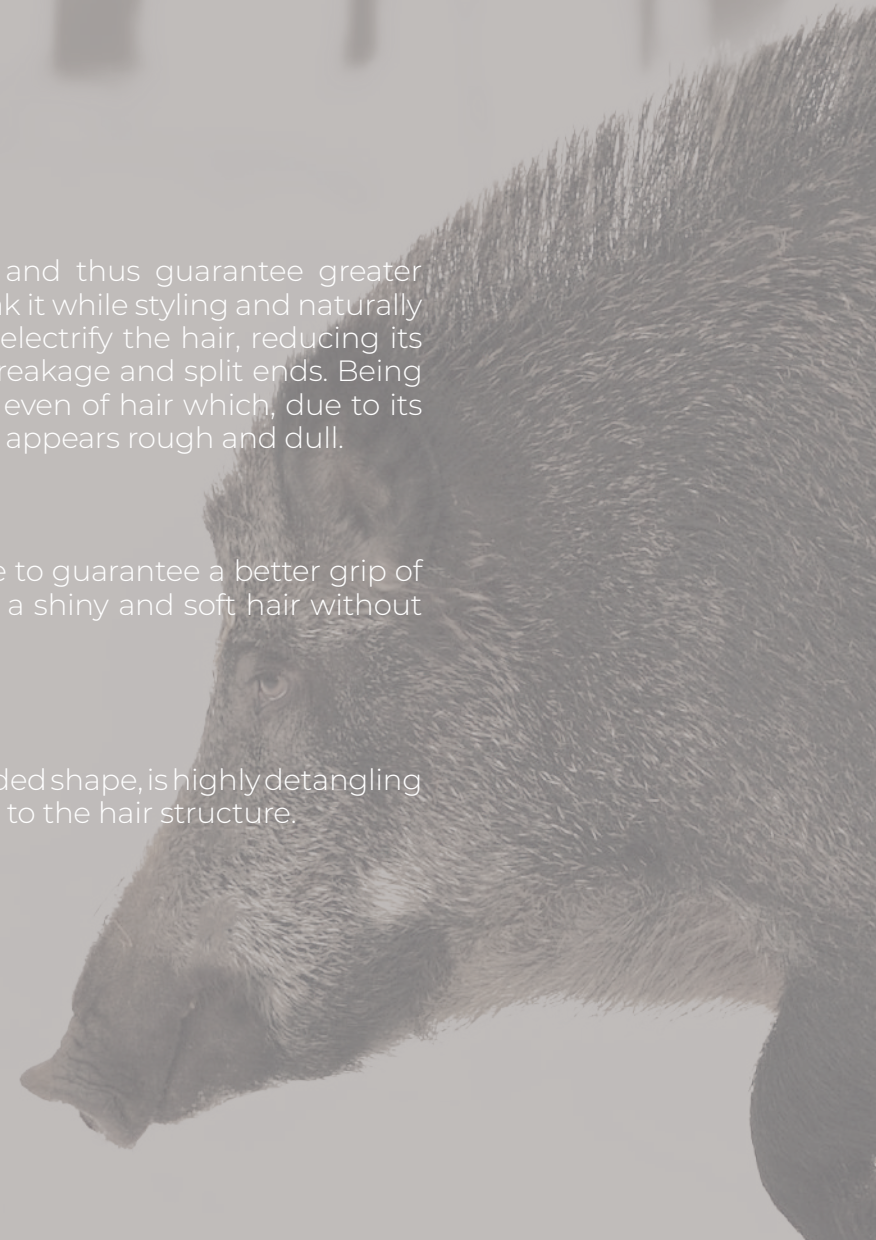 and thus guarantee greater
k it while styling and naturally
electrify the hair, reducing its
reakage and split ends. Being
even of hair which, due to its
appears rough and dull.
e to guarantee a better grip of
a shiny and soft hair without
ded shape, is highly detangling
to the hair structure.